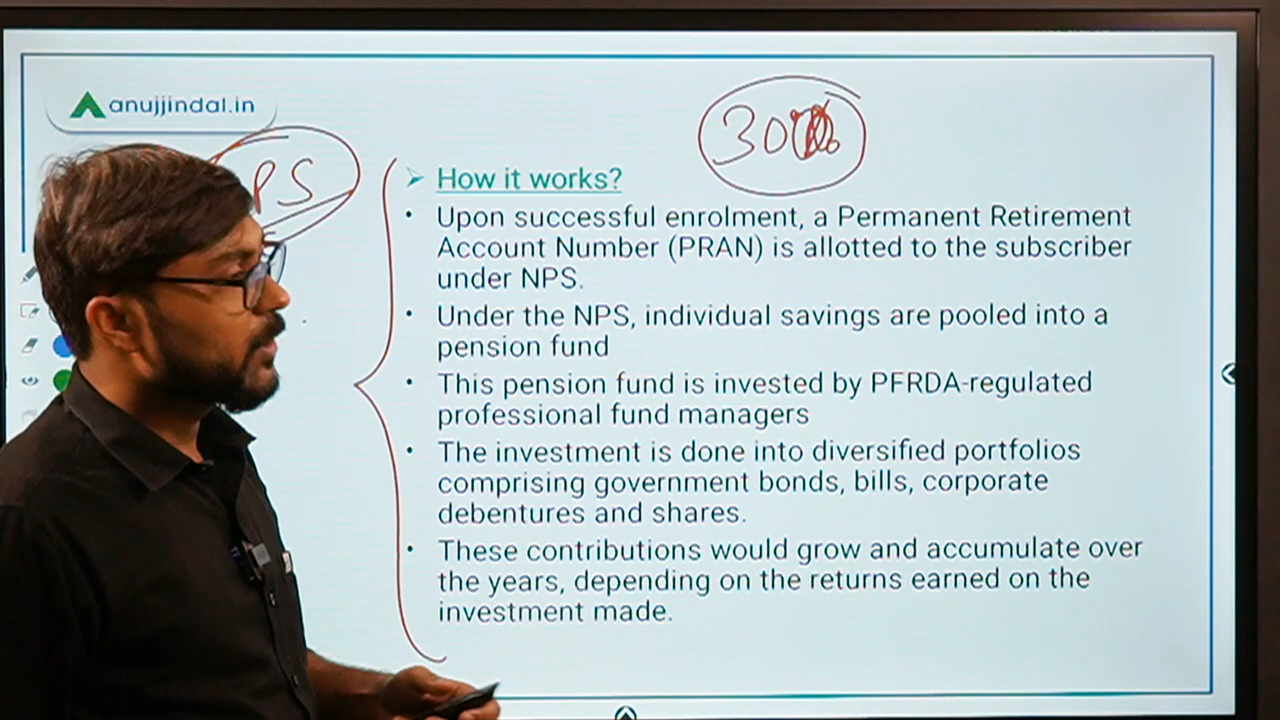 anujjindal.in
PS
➤ How it works?
• Upon successful enrolment, a Permanent Retirement
Account Number (PRAN) is allotted to the subscriber
under NPS.
• Under the NPS, individual savings are pooled into a
pension fund
• This pension fund is invested by PFRDA-regulated
professional fund managers
• The investment is done into diversified portfolios
comprising government bonds, bills, corporate
debentures and shares.
• These contributions would grow and accumulate over
the years, depending on the returns earned on the
investment made.